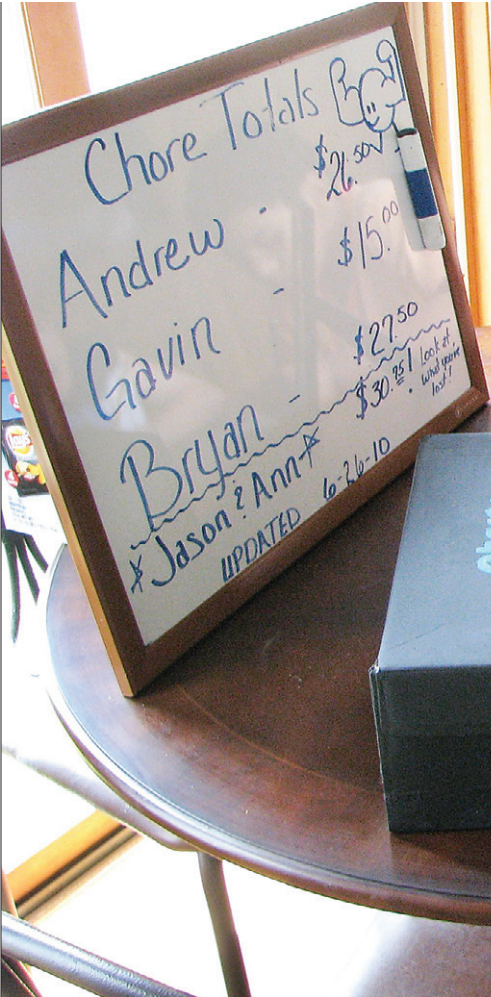 Chore Totals
Andrew - $26.50
Gavin - $15.00
Bryan - $27.50
Jason & Ann $30.75! Look at
what you've
lost!
UPDATED 6-26-10
Lay's